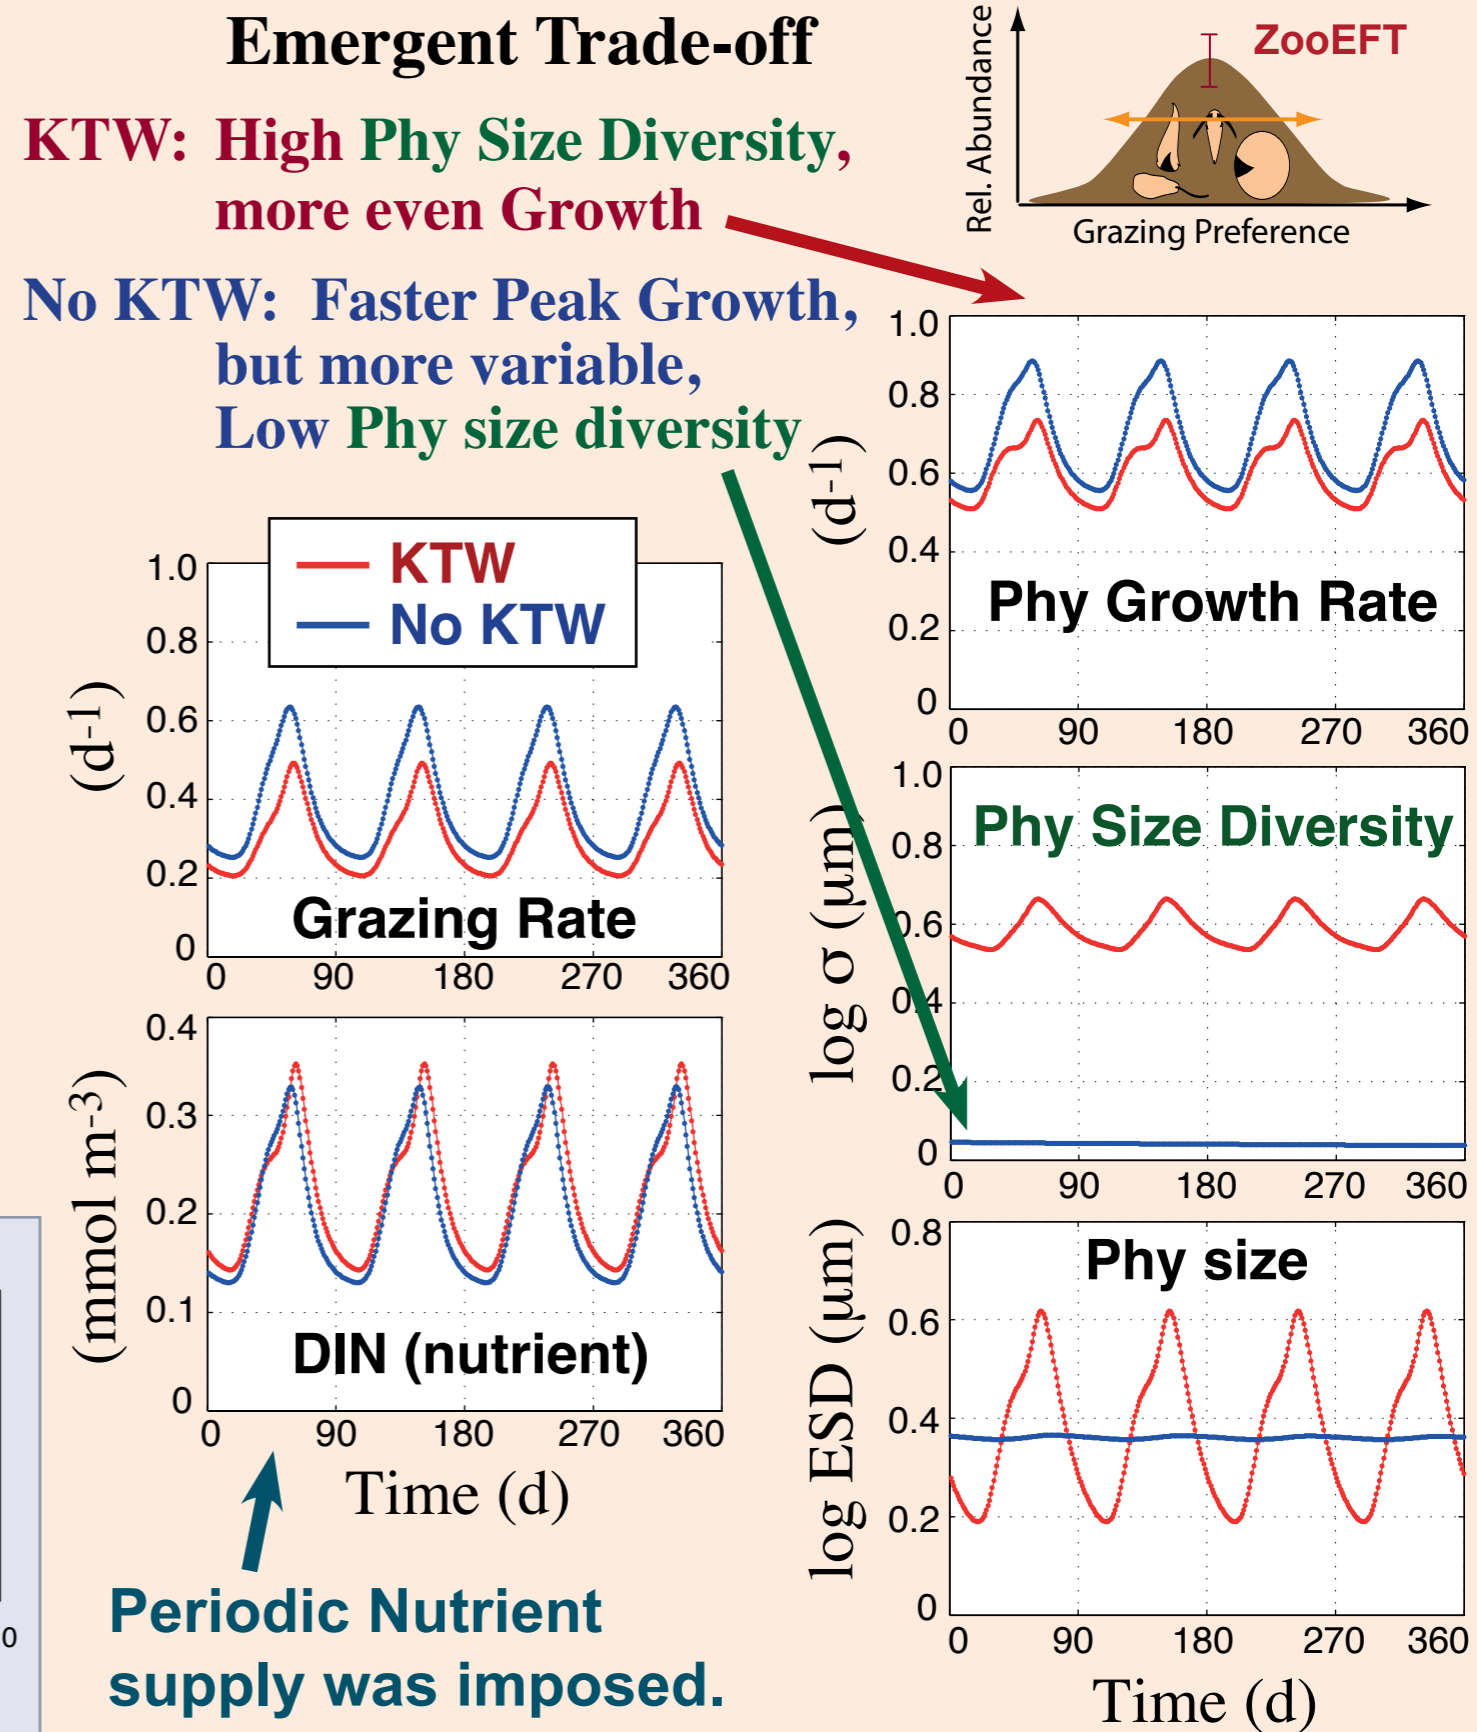 Emergent Trade-off
KTW: High Phy Size Diversity,
more even Growth
No KTW: Faster Peak Growth,
but more variable,
Low Phy size diversity
ZooEFT
Rel. Abundance
Grazing Preference
KTW
No KTW
(d-1)
1.0
0.8
0.6
0.4
0.2
0
Grazing Rate
0 90 180 270 360
(mmol m-3)
0.4
0.3
0.2
0.1
0
DIN (nutrient)
0 90 180 270 360
Time (d)
Periodic Nutrient
supply was imposed.
0
(d-1)
1.0
0.8
0.6
0.4
0.2
0
Phy Growth Rate
0 90 180 270 360
log σ (μm)
1.0
0.8
0.6
0.4
0.2
0
Phy Size Diversity
0 90 180 270 360
log ESD (μm)
0.8
0.6
0.4
0.2
0
Phy size
0 90 180 270 360
Time (d)